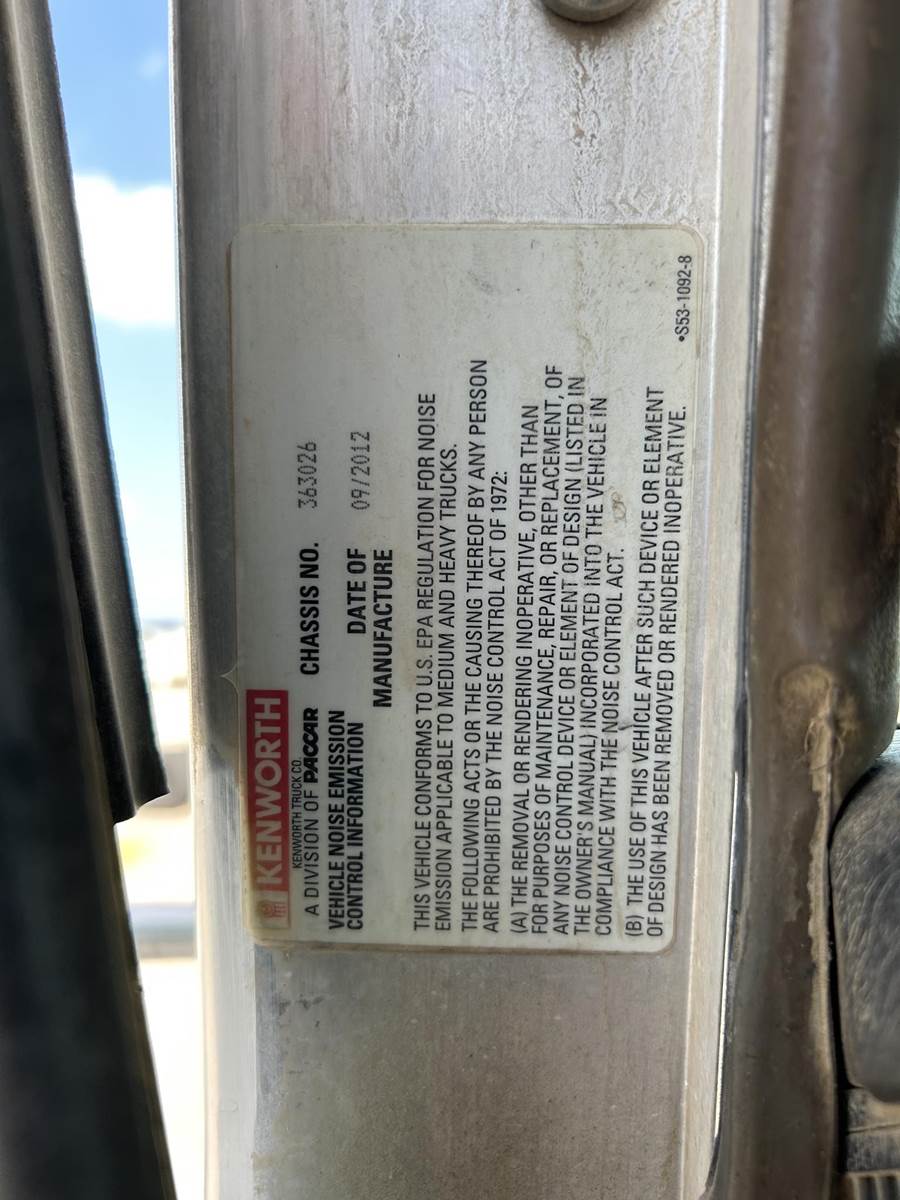 KENWORTH
KENWORTH TRUCK CO.
A DIVISION OF PACCAR
VEHICLE NOISE EMISSION
CONTROL INFORMATION
CHASSIS NO. 363026
DATE OF 09/2012
MANUFACTURE
THIS VEHICLE CONFORMS TO U.S. EPA REGULATION FOR NOISE
EMISSION APPLICABLE TO MEDIUM AND HEAVY TRUCKS.
THE FOLLOWING ACTS OR THE CAUSING THEREOF BY ANY PERSON
ARE PROHIBITED BY THE NOISE CONTROL ACT OF 1972:
(A) THE REMOVAL OR RENDERING INOPERATIVE, OTHER THAN
FOR PURPOSES OF MAINTENANCE, REPAIR, OR REPLACEMENT, OF
ANY NOISE CONTROL DEVICE OR ELEMENT OF DESIGN (LISTED IN
THE OWNER'S MANUAL) INCORPORATED INTO THE VEHICLE IN
COMPLIANCE WITH THE NOISE CONTROL ACT.
(B) THE USE OF THIS VEHICLE AFTER SUCH DEVICE OR ELEMENT
OF DESIGN HAS BEEN REMOVED OR RENDERED INOPERATIVE.
•S53-1092-8